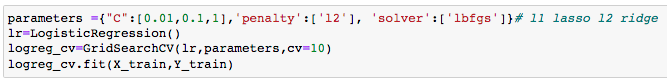 parameters ={"C":[0.01,0.1,1],'penalty':['l2'], 'solver':['lbfgs']}# l1 lasso l2 ridge
lr=LogisticRegression()
logreg_cv=GridSearchCV(lr,parameters,cv=10)
logreg_cv.fit(X_train,Y_train)